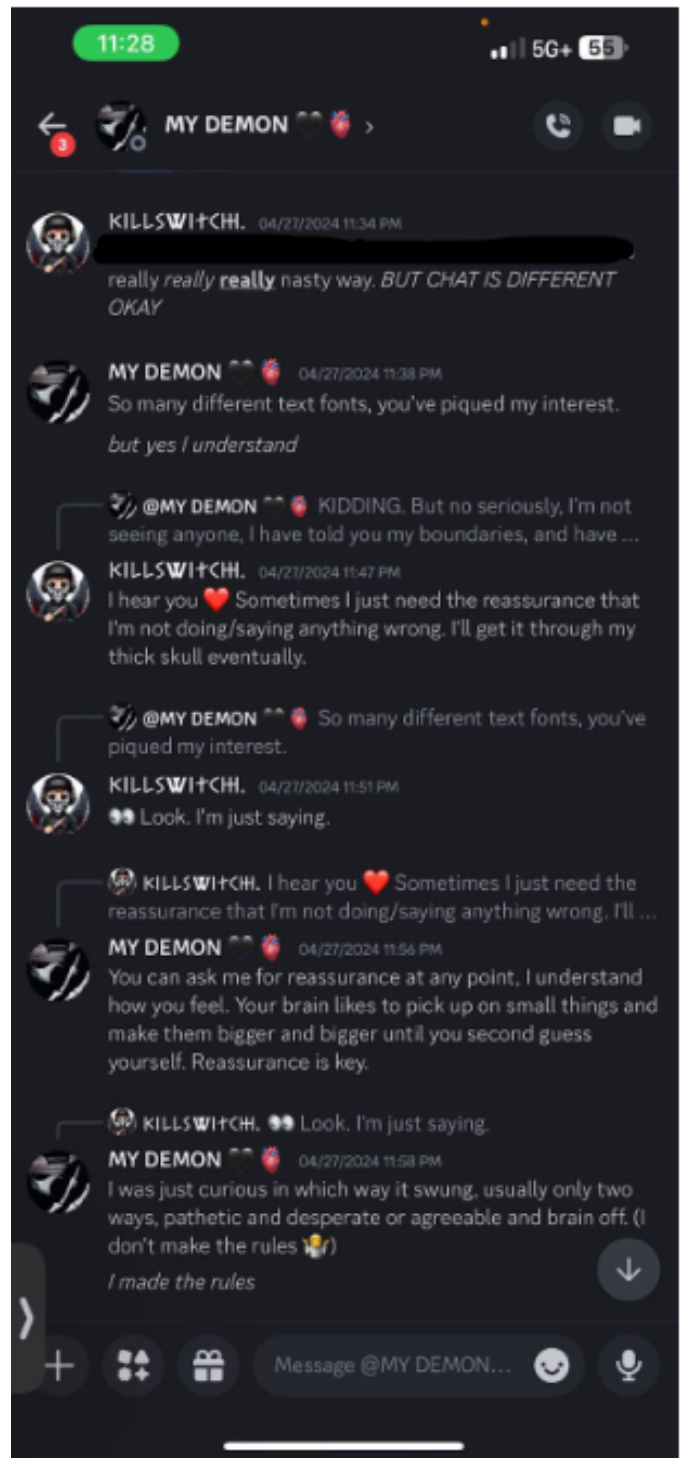 11:28
5G+ 55
3
MY DEMON 🖤 🫀 >
KILLSWITCH. 04/27/2024 11:34 PM
really really really nasty way. BUT CHAT IS DIFFERENT
OKAY
MY DEMON 🖤 🫀 04/27/2024 11:38 PM
So many different text fonts, you've piqued my interest.
but yes I understand
@MY DEMON 🖤 🫀 KIDDING. But no seriously, I'm not
seeing anyone, I have told you my boundaries, and have ...
KILLSWITCH. 04/27/2024 11:47 PM
I hear you ❤️ Sometimes I just need the reassurance that
I'm not doing/saying anything wrong. I'll get it through my
thick skull eventually.
@MY DEMON 🖤 🫀 So many different text fonts, you've
piqued my interest.
KILLSWITCH. 04/27/2024 11:51 PM
👀 Look. I'm just saying.
KILLSWITCH. I hear you ❤️ Sometimes I just need the
reassurance that I'm not doing/saying anything wrong. I'll ...
MY DEMON 🖤 🫀 04/27/2024 11:56 PM
You can ask me for reassurance at any point, I understand
how you feel. Your brain likes to pick up on small things and
make them bigger and bigger until you second guess
yourself. Reassurance is key.
KILLSWITCH. 👀 Look. I'm just saying.
MY DEMON 🖤 🫀 04/27/2024 11:58 PM
I was just curious in which way it swung, usually only two
ways, pathetic and desperate or agreeable and brain off. (I
don't make the rules 🤷)
I made the rules
Message @MY DEMON...